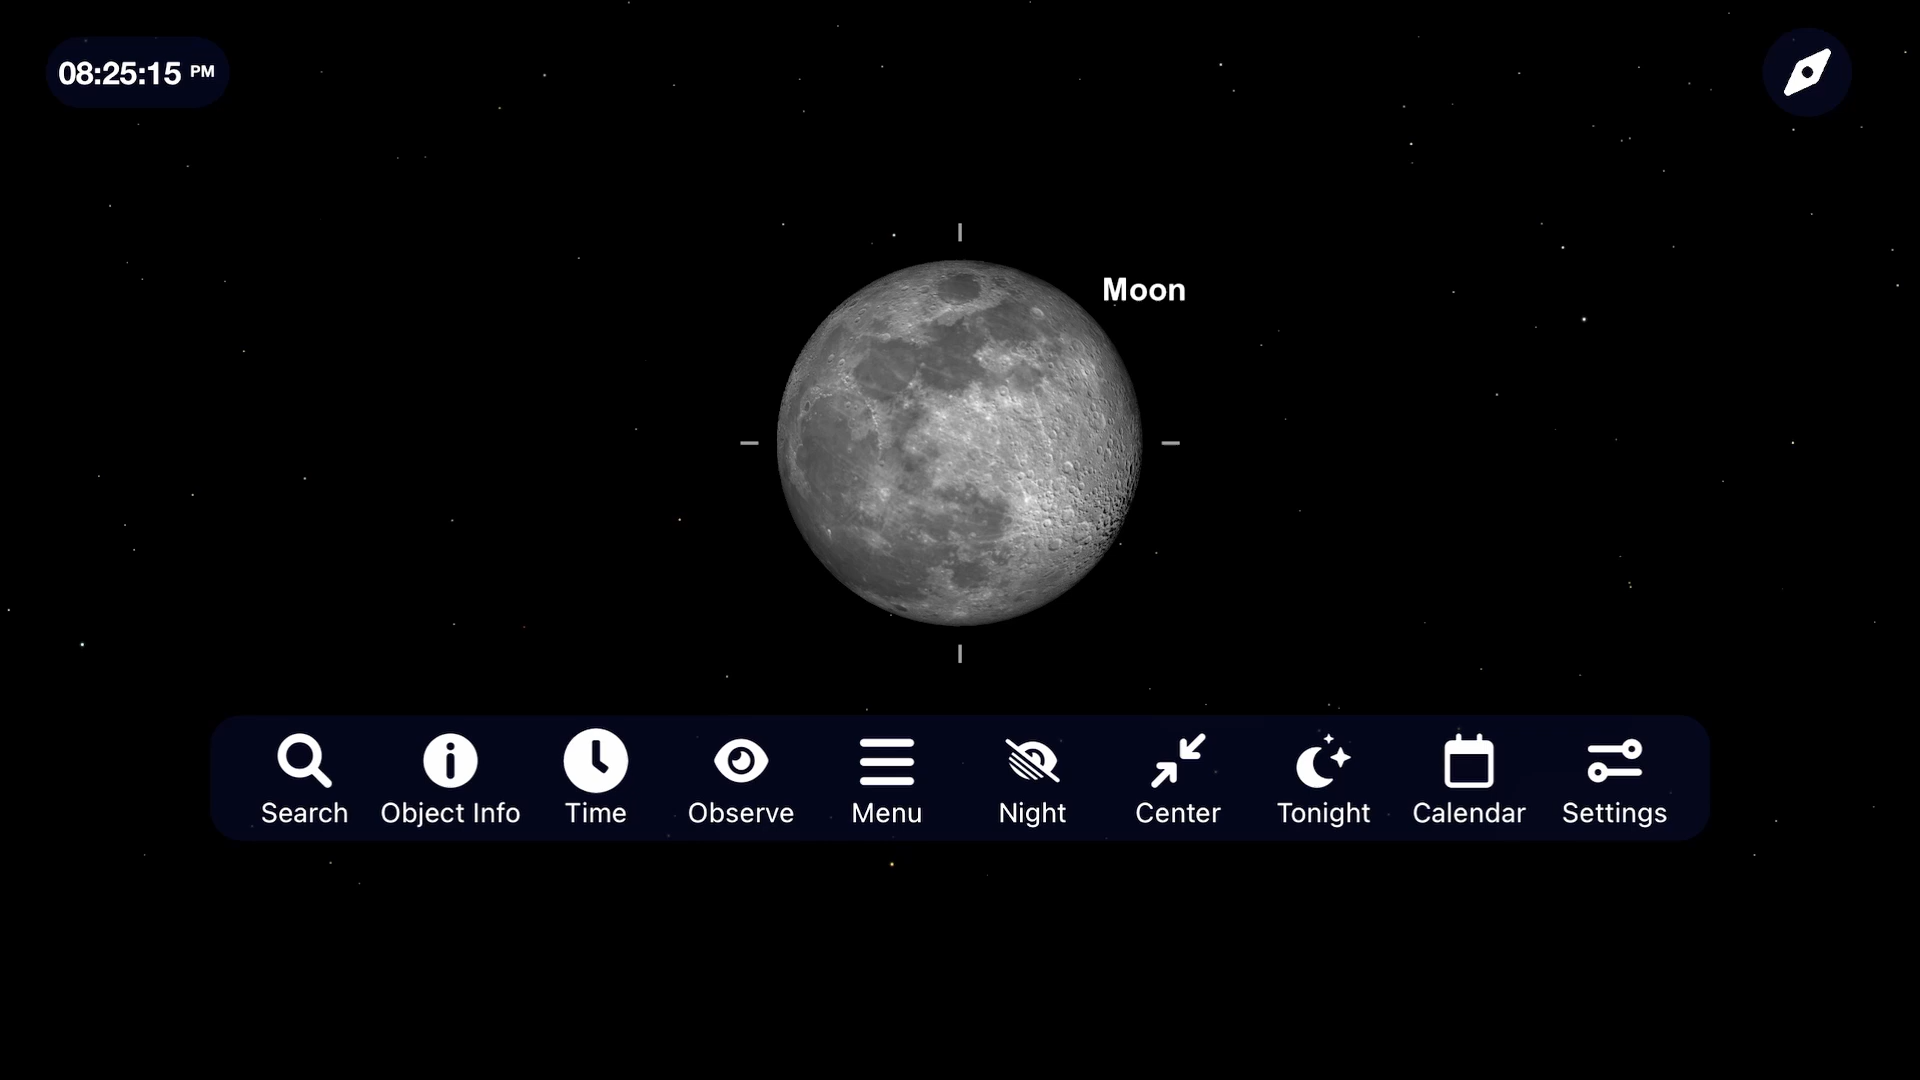 08:25:15 PM
Moon
Search
Object Info
Time
Observe
Menu
Night
Center
Tonight
Calendar
Settings